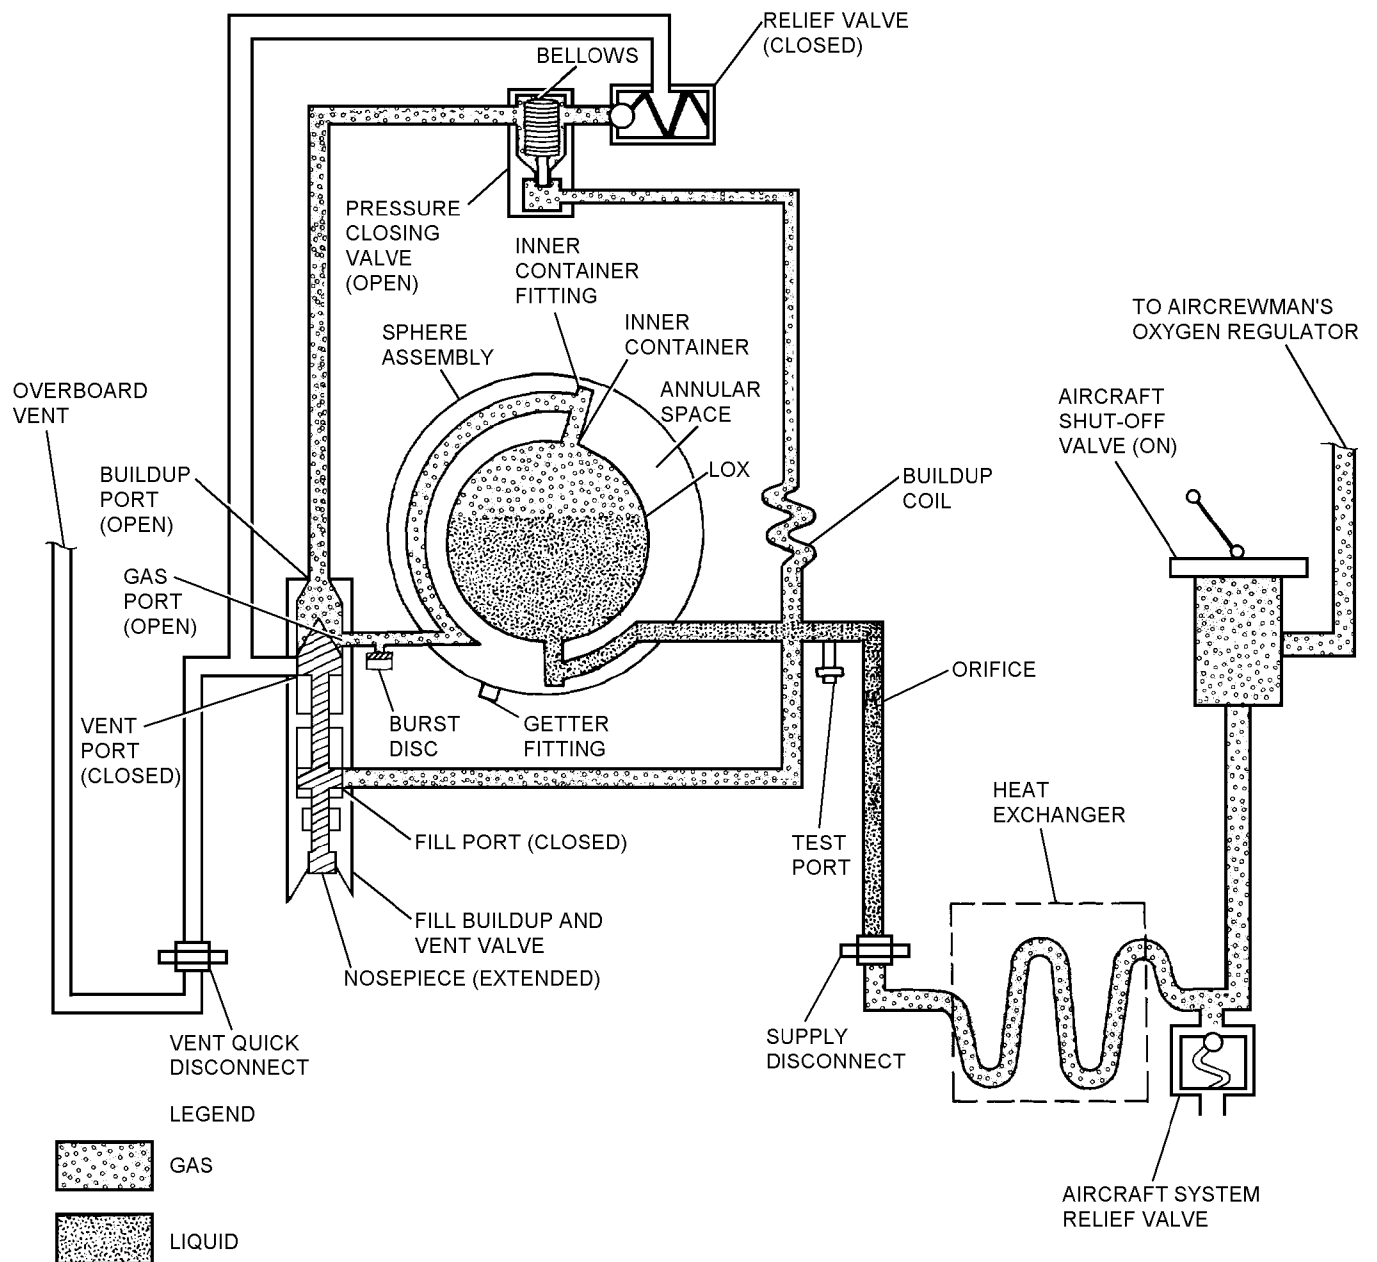 RELIEF VALVE
(CLOSED)
BELLOWS
PRESSURE
CLOSING
VALVE
(OPEN)
INNER
CONTAINER
FITTING
INNER
CONTAINER
SPHERE
ASSEMBLY
ANNULAR
SPACE
LOX
TO AIRCREWMAN'S
OXYGEN REGULATOR
AIRCRAFT
SHUT-OFF
VALVE (ON)
OVERBOARD
VENT
BUILDUP
PORT
(OPEN)
BUILDUP
COIL
GAS
PORT
(OPEN)
ORIFICE
VENT
PORT
(CLOSED)
BURST
DISC
GETTER
FITTING
HEAT
EXCHANGER
FILL PORT (CLOSED)
TEST
PORT
FILL BUILDUP AND
VENT VALVE
NOSEPIECE (EXTENDED)
VENT QUICK
DISCONNECT
SUPPLY
DISCONNECT
LEGEND
GAS
LIQUID
AIRCRAFT SYSTEM
RELIEF VALVE